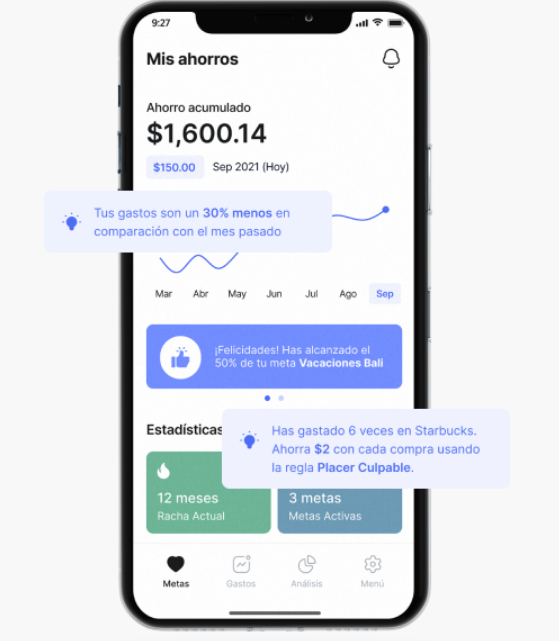 9:27
Mis ahorros
Ahorro acumulado
$1,600.14
$150.00 Sep 2021 (Hoy)
Tus gastos son un 30% menos en
comparación con el mes pasado
Mar Abr May Jun Jul Ago Sep
¡Felicidades! Has alcanzado el
50% de tu meta Vacaciones Bali
Estadísticas
Has gastado 6 veces en Starbucks.
Ahorra $2 con cada compra usando
la regla Placer Culpable.
12 meses
Racha Actual
3 metas
Metas Activas
Metas Gastos Análisis Menú